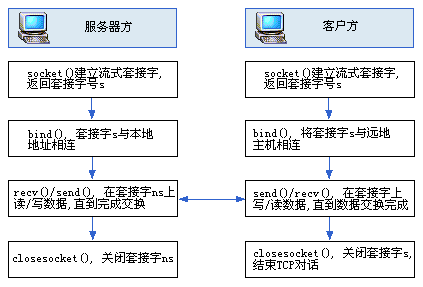 服务器方
客户方
socket()建立流式套接字,
返回套接字号s
socket()建立流式套接字,
返回套接字号s
bind(), 套接字s与本地
地址相连
bind(), 将套接字s与远地
主机相连
recv()/send(), 在套接字ns上
读/写数据,直到完成交换
send()/recv(), 在套接字上
写/读数据,直到数据交换完成
closesocket(), 关闭套接字ns
closesocket(), 关闭套接字s,
结束TCP对话